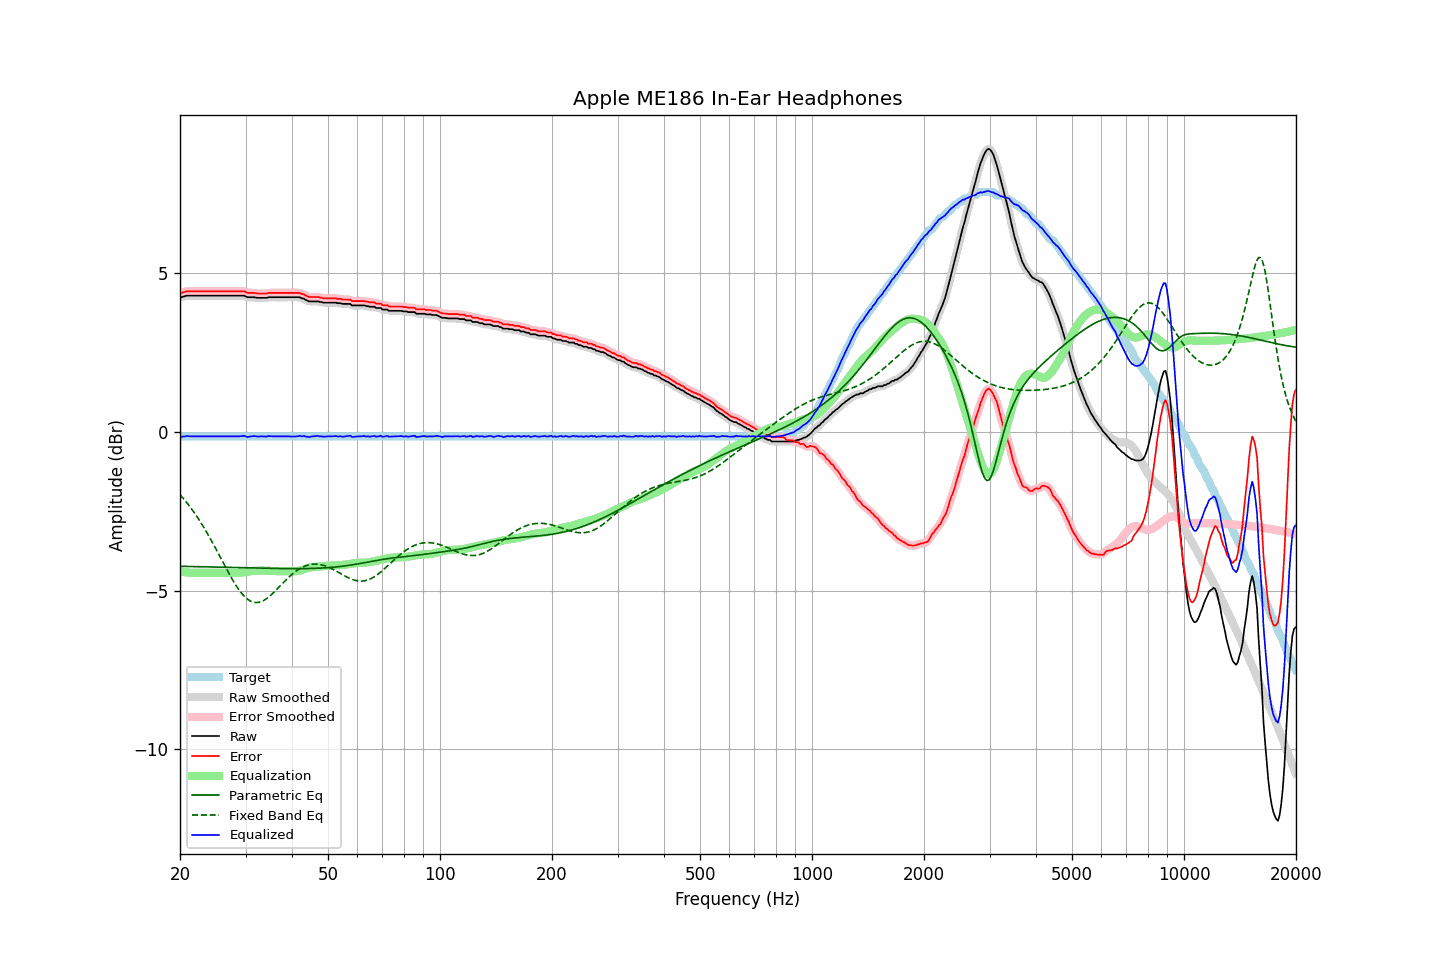 Apple ME186 In-Ear Headphones
Amplitude (dBr)
5
0
−5
−10
Target
Raw Smoothed
Error Smoothed
Raw
Error
Equalization
Parametric Eq
Fixed Band Eq
Equalized
20 50 100 200 500 1000 2000 5000 10000 20000
Frequency (Hz)